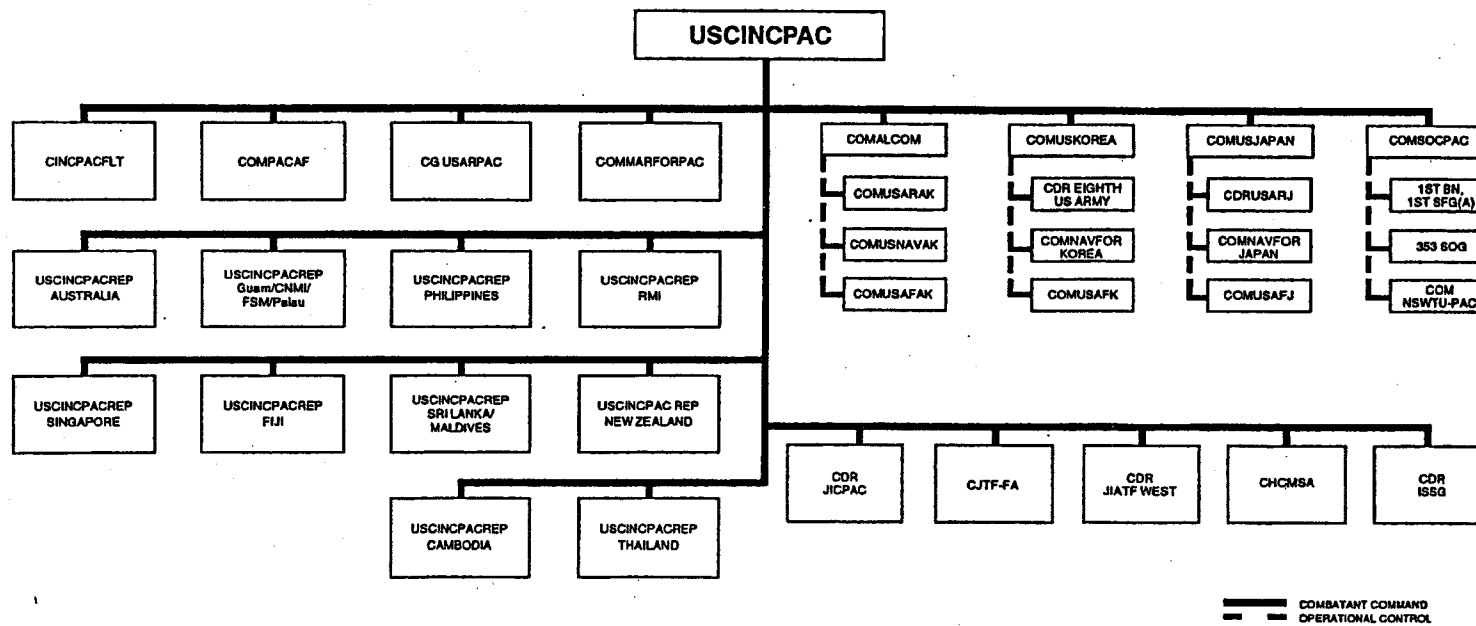 USCINCPAC
CINCPACFLT
COMPACAF
CG USARPAC
COMMARFORPAC
COMALCOM
COMUSKOREA
COMUSJAPAN
COMSOCPAC
COMUSARAK
CDR EIGHTH
US ARMY
CDRUSARJ
1ST BN,
1ST SFG(A)
COMUSNAVAK
COMNAVFOR
KOREA
COMNAVFOR
JAPAN
353 SOG
COMUSAFAK
COMUSAFK
COMUSAFJ
COM
NSWTU-PAC
USCINCPACREP
AUSTRALIA
USCINCPACREP
Guam/CNMI/
FSM/Palau
USCINCPACREP
PHILIPPINES
USCINCPACREP
RMI
USCINCPACREP
SINGAPORE
USCINCPACREP
FIJI
USCINCPACREP
SRI LANKA/
MALDIVES
USCINCPAC REP
NEW ZEALAND
CDR
JICPAC
CJTF-FA
CDR
JIATF WEST
CHCMSA
CDR
ISSG
USCINCPACREP
CAMBODIA
USCINCPACREP
THAILAND
COMBATANT COMMAND
OPERATIONAL CONTROL